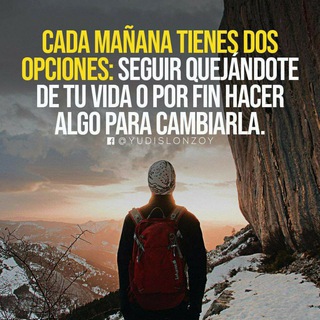 CADA MAÑANA TIENES DOS
OPCIONES: SEGUIR QUEJÁNDOTE
DE TU VIDA O POR FIN HACER
ALGO PARA CAMBIARLA.
@YUDISLONZOY